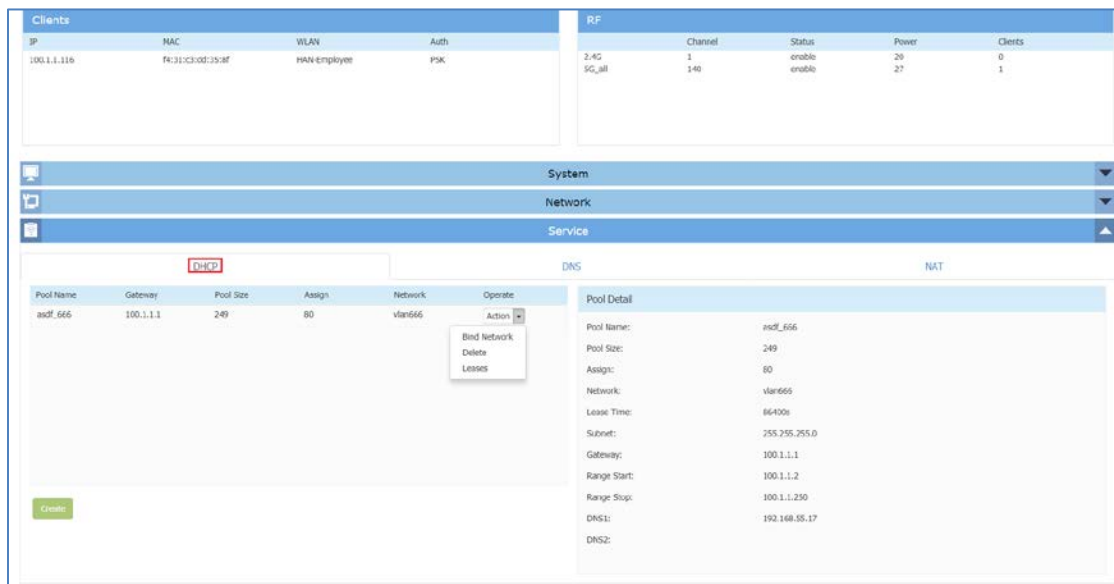 Clients
IP MAC WLAN Auth
100.1.1.116 f4:31:c3:dd:35:8f HAN-Employee PSK
RF
Channel Status Power Clients
2.4G 1 enable 20 0
5G_all 140 enable 27 1
System
Network
Service
DHCP DNS NAT
Pool Name Gateway Pool Size Assign Network Operate
asdf_666 100.1.1.1 249 80 vlan666 Action
Bind Network
Delete
Leases
Create
Pool Detail
Pool Name: asdf_666
Pool Size: 249
Assign: 80
Network: vlan666
Lease Time: 86400s
Subnet: 255.255.255.0
Gateway: 100.1.1.1
Range Start: 100.1.1.2
Range Stop: 100.1.1.250
DNS1: 192.168.55.17
DNS2: